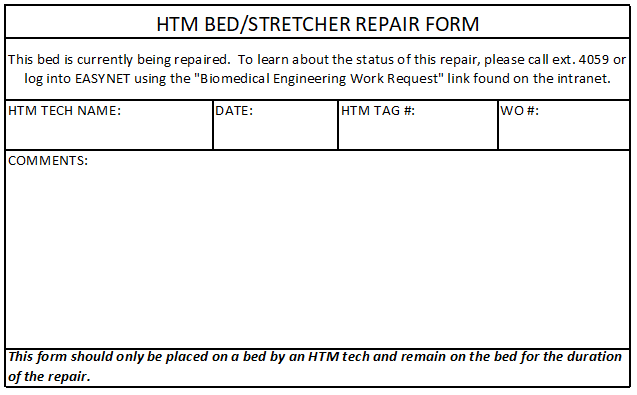 HTM BED/STRETCHER REPAIR FORM
This bed is currently being repaired.  To learn about the status of this repair, please call ext. 4059 or
log into EASYNET using the "Biomedical Engineering Work Request" link found on the intranet.
HTM TECH NAME: DATE: HTM TAG #: WO #:
COMMENTS:
This form should only be placed on a bed by an HTM tech and remain on the bed for the duration
of the repair.